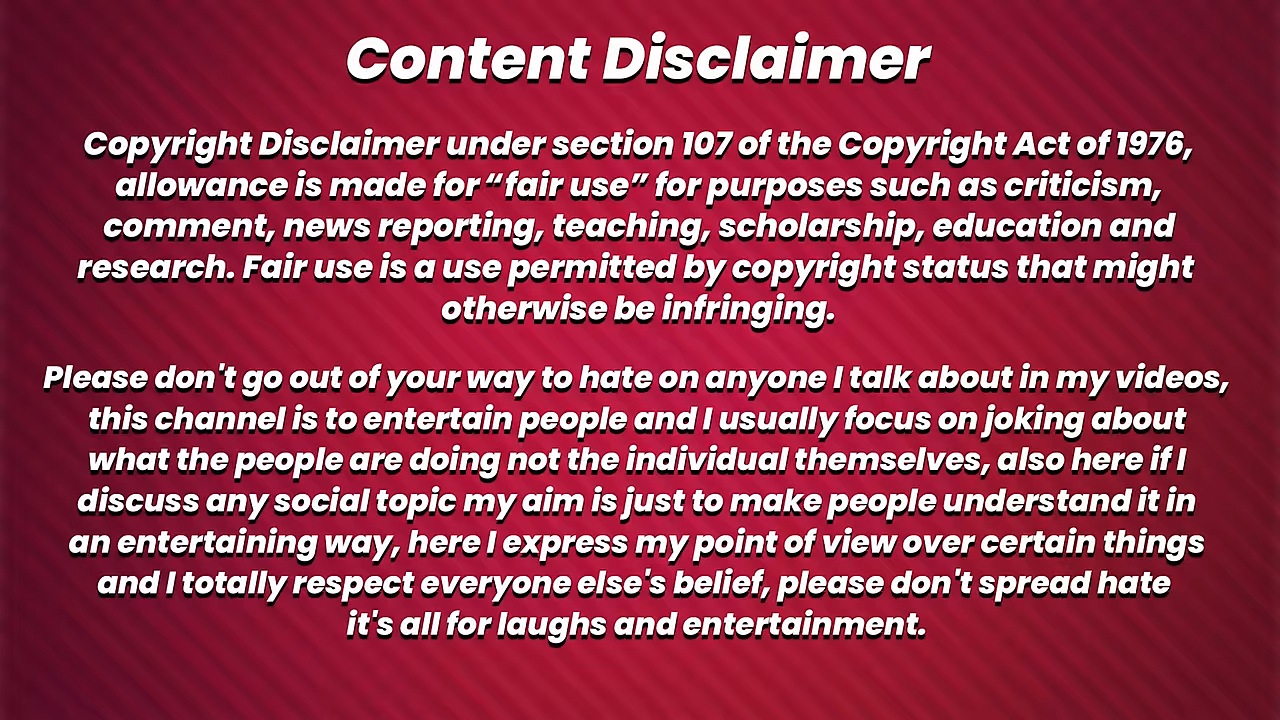 Content Disclaimer
Copyright Disclaimer under section 107 of the Copyright Act of 1976,
allowance is made for “fair use” for purposes such as criticism,
comment, news reporting, teaching, scholarship, education and
research. Fair use is a use permitted by copyright status that might
otherwise be infringing.
Please don't go out of your way to hate on anyone I talk about in my videos,
this channel is to entertain people and I usually focus on joking about
what the people are doing not the individual themselves, also here if I
discuss any social topic my aim is just to make people understand it in
an entertaining way, here I express my point of view over certain things
and I totally respect everyone else's belief, please don't spread hate
it's all for laughs and entertainment.